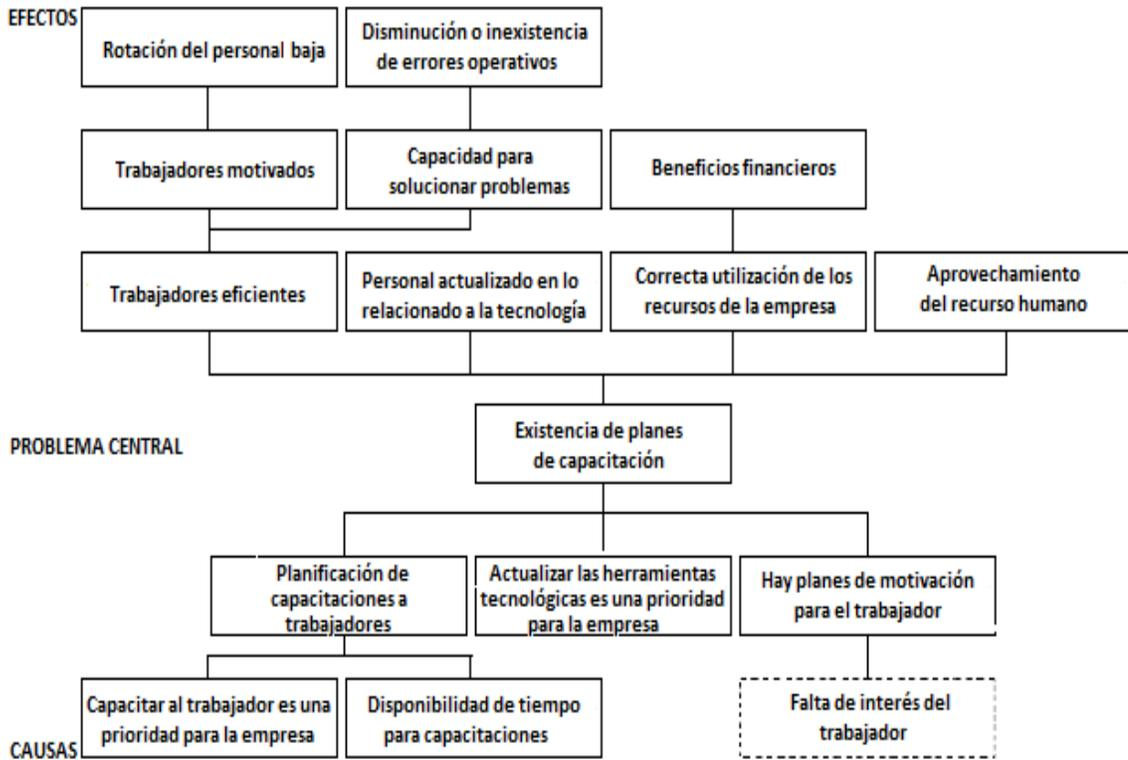 EFECTOS
Rotación del personal baja
Disminución o inexistencia
de errores operativos
Trabajadores motivados
Capacidad para
solucionar problemas
Beneficios financieros
Trabajadores eficientes
Personal actualizado en lo
relacionado a la tecnología
Correcta utilización de los
recursos de la empresa
Aprovechamiento
del recurso humano
PROBLEMA CENTRAL
Existencia de planes
de capacitación
Planificación de
capacitaciones a
trabajadores
Actualizar las herramientas
tecnológicas es una prioridad
para la empresa
Hay planes de motivación
para el trabajador
Capacitar al trabajador es una
prioridad para la empresa
Disponibilidad de tiempo
para capacitaciones
Falta de interés del
trabajador
CAUSAS